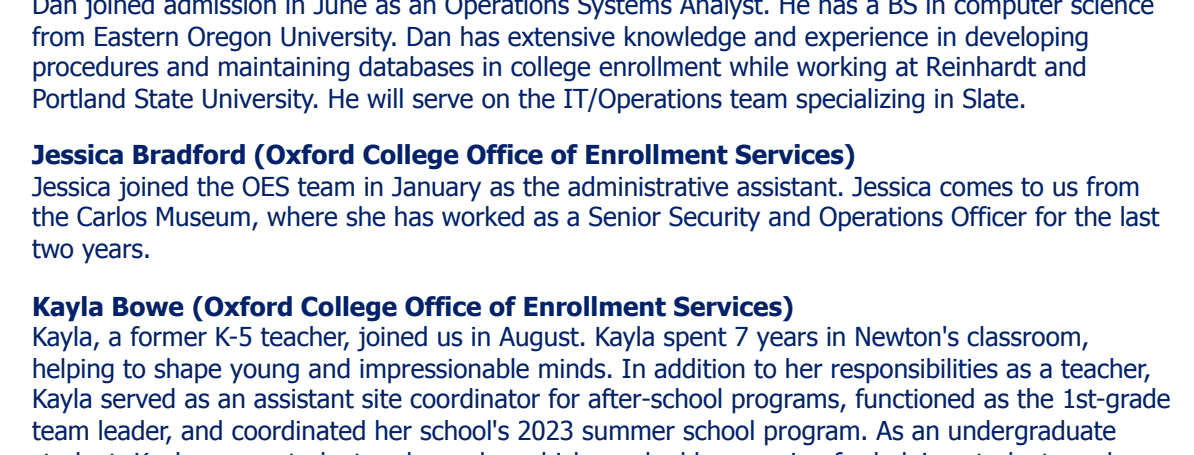 Dan joined admission in June as an Operations Systems Analyst. He has a BS in computer science
from Eastern Oregon University. Dan has extensive knowledge and experience in developing
procedures and maintaining databases in college enrollment while working at Reinhardt and
Portland State University. He will serve on the IT/Operations team specializing in Slate.
Jessica Bradford (Oxford College Office of Enrollment Services)
Jessica joined the OES team in January as the administrative assistant. Jessica comes to us from
the Carlos Museum, where she has worked as a Senior Security and Operations Officer for the last
two years.
Kayla Bowe (Oxford College Office of Enrollment Services)
Kayla, a former K-5 teacher, joined us in August. Kayla spent 7 years in Newton's classroom,
helping to shape young and impressionable minds. In addition to her responsibilities as a teacher,
Kayla served as an assistant site coordinator for after-school programs, functioned as the 1st-grade
team leader, and coordinated her school's 2023 summer school program. As an undergraduate